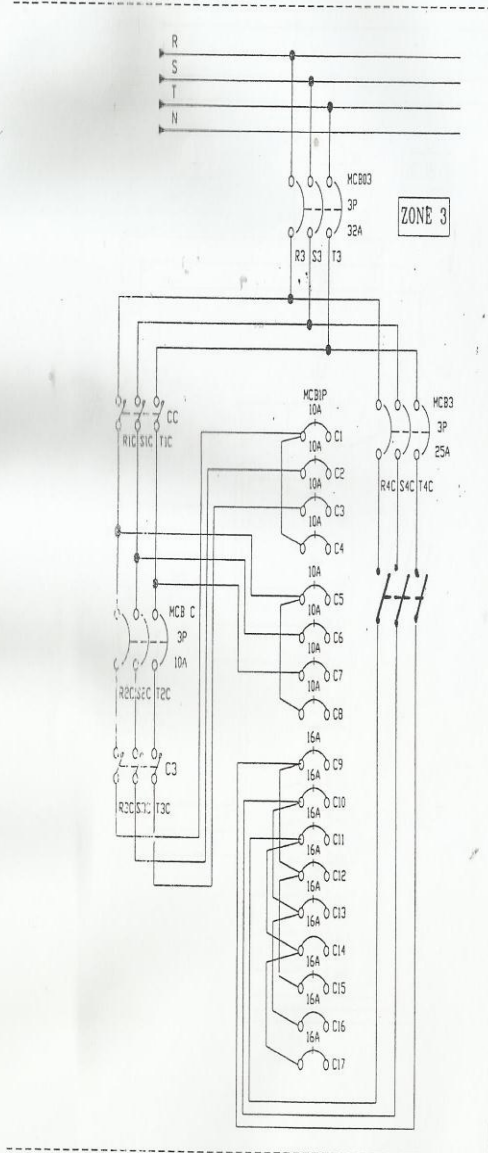 R
S
T
N
MCB03
3P
32A
ZONE 3
R3 S3 T3
MCB1P
10A
C1
10A
C2
10A
C3
10A
C4
10A
C5
10A
C6
10A
C7
10A
C8
16A
C9
16A
C10
16A
C11
16A
C12
16A
C13
16A
C14
16A
C15
16A
C16
16A
C17
CC
R1C S1C T1C
MCB C
3P
10A
R2C S2C T2C
C3
R3C S3C T3C
MCB3
3P
25A
R4C S4C T4C